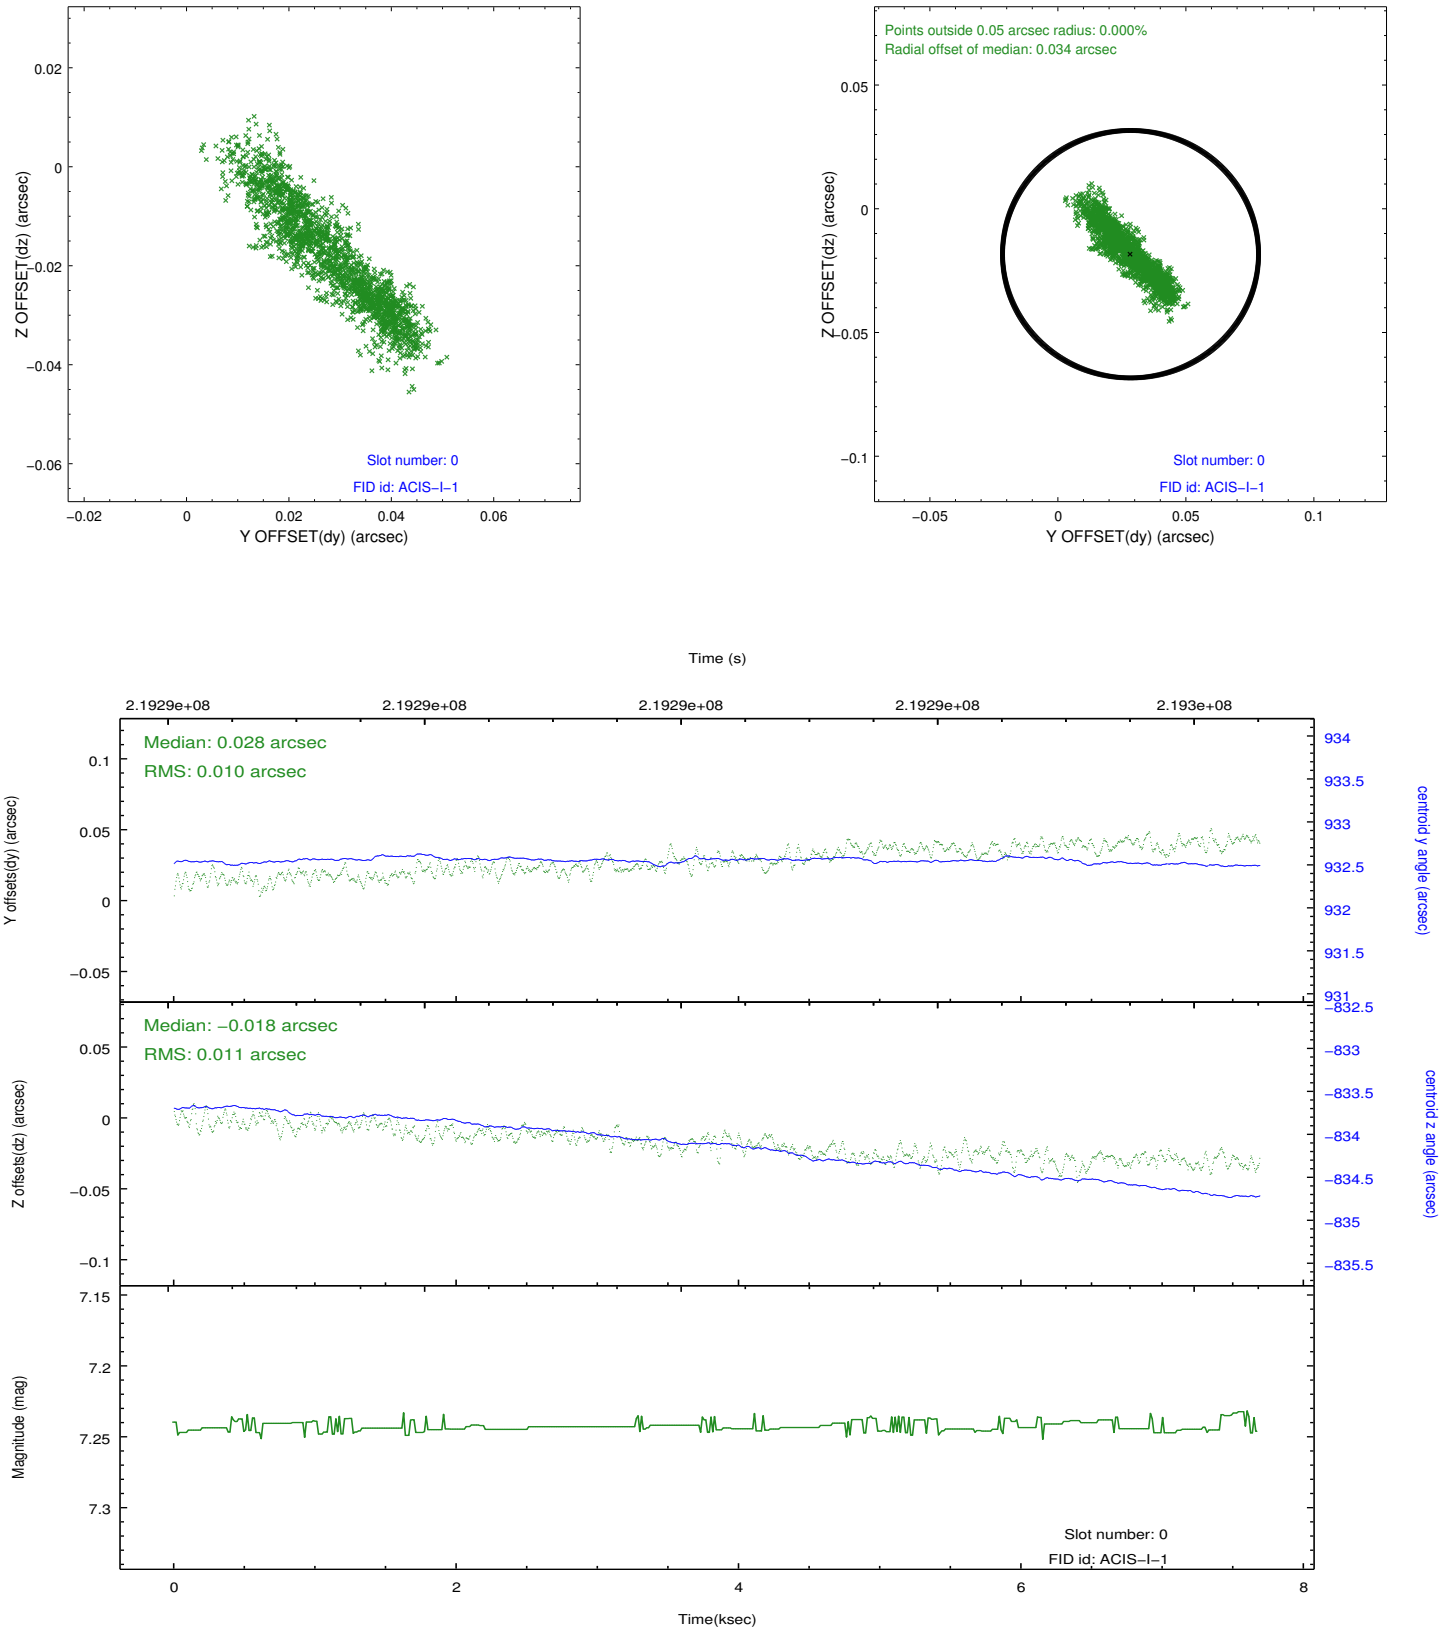 0.02
0
−0.02
−0.04
−0.06
Z OFFSET(dz) (arcsec)
Slot number: 0
FID id: ACIS−I−1
−0.02 0 0.02 0.04 0.06
Y OFFSET(dy) (arcsec)
Points outside 0.05 arcsec radius: 0.000%
Radial offset of median: 0.034 arcsec
0.05
0
−0.05
−0.1
Z OFFSET(dz) (arcsec)
Slot number: 0
FID id: ACIS−I−1
−0.05 0 0.05 0.1
Y OFFSET(dy) (arcsec)
Time (s)
2.1929e+08 2.1929e+08 2.1929e+08 2.1929e+08 2.193e+08
Median: 0.028 arcsec
RMS: 0.010 arcsec
0.1
0.05
0
−0.05
Y offsets(dy) (arcsec)
934
933.5
933
932.5
932
931.5
931
centroid y angle (arcsec)
Median: −0.018 arcsec
RMS: 0.011 arcsec
0.05
0
−0.05
−0.1
Z offsets(dz) (arcsec)
−832.5
−833
−833.5
−834
−834.5
−835
−835.5
centroid z angle (arcsec)
7.15
7.2
7.25
7.3
Magnitude (mag)
Slot number: 0
FID id: ACIS−I−1
0 2 4 6 8
Time(ksec)